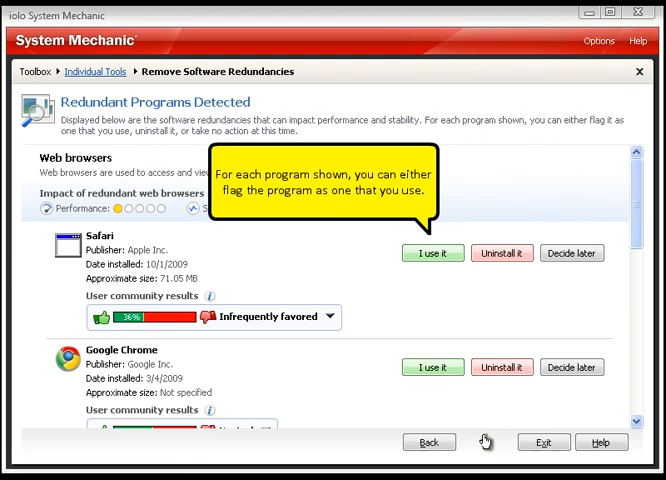 iolo System Mechanic
System Mechanic
Options Help
Toolbox Individual Tools Remove Software Redundancies
Redundant Programs Detected
Displayed below are the software redundancies that can impact performance and stability. For each program shown, you can either flag it as
one that you use, uninstall it, or take no action at this time.
Web browsers
Web browsers are used to access and
Impact of redundant web browsers
Performance:
For each program shown, you can either
flag the program as one that you use.
Safari
Publisher: Apple Inc.
Date installed: 10/1/2009
Approximate size: 71.05 MB
I use it Uninstall it Decide later
User community results
36% Infrequently favored
Google Chrome
Publisher: Google Inc.
Date installed: 3/4/2009
Approximate size: Not specified
I use it Uninstall it Decide later
User community results
Back Exit Help